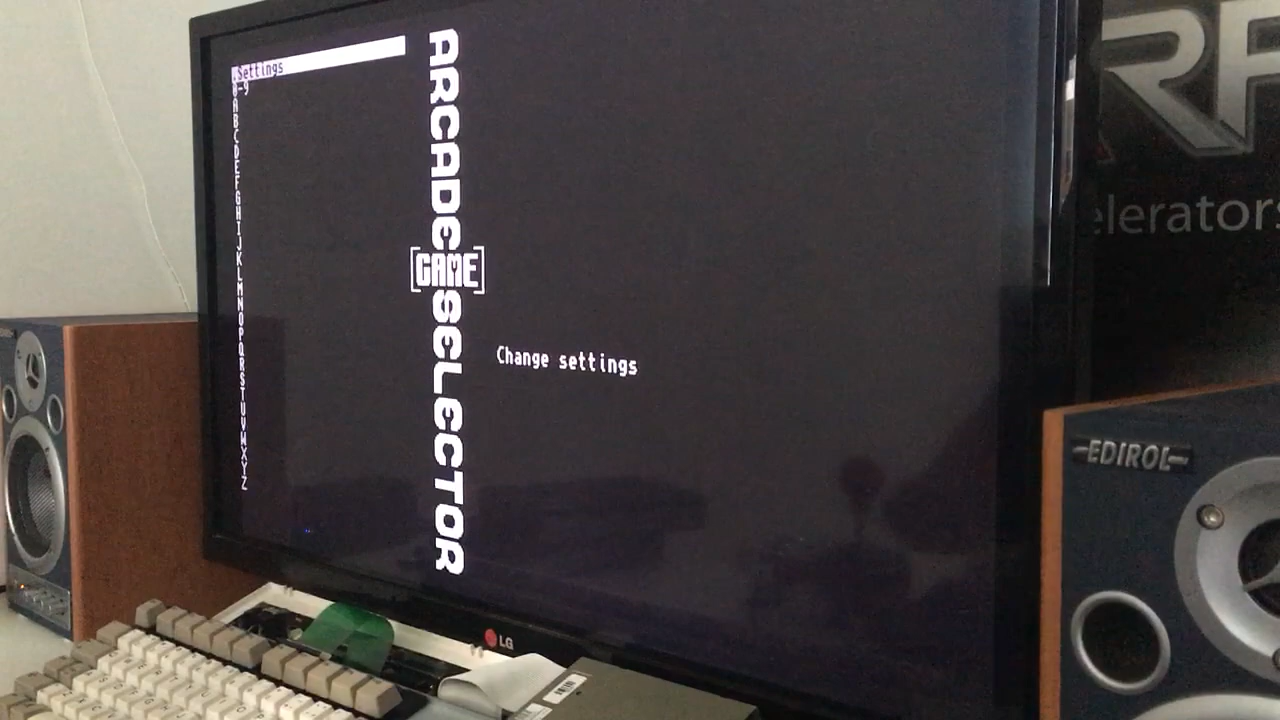 .Settings
0-9
A
B
C
D
E
F
G
H
I
J
K
L
M
N
O
P
Q
R
S
T
U
V
W
X
Y
Z
ARCADE
[GAME]
SELECTOR
Change settings
LG
EDIROL
elerators